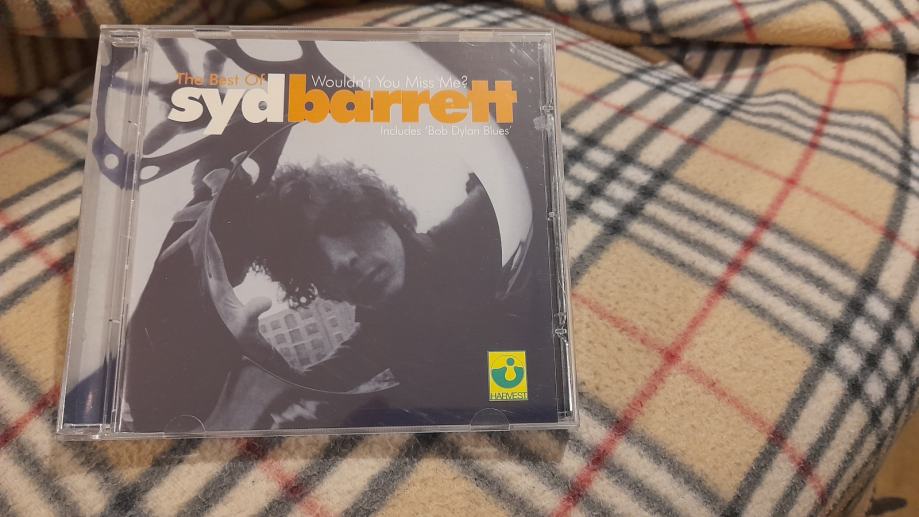 The Best Of Wouldn't You Miss Me?
sydbarrett
Includes 'Bob Dylan Blues'
HARVEST